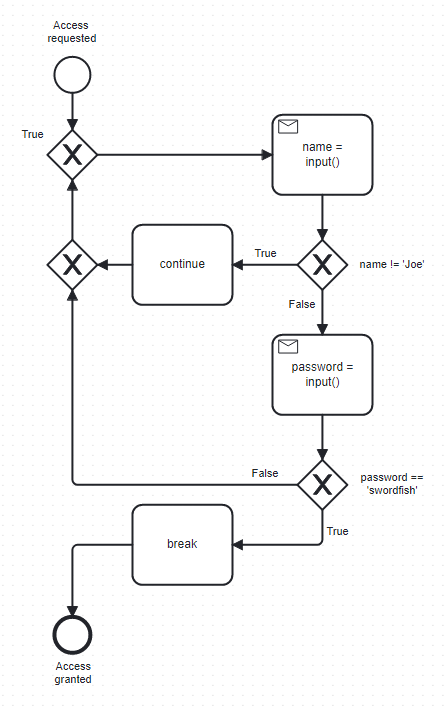 Access
requested
True
name =
input()
continue
True
name != 'Joe'
False
password =
input()
False
password ==
'swordfish'
True
break
Access
granted